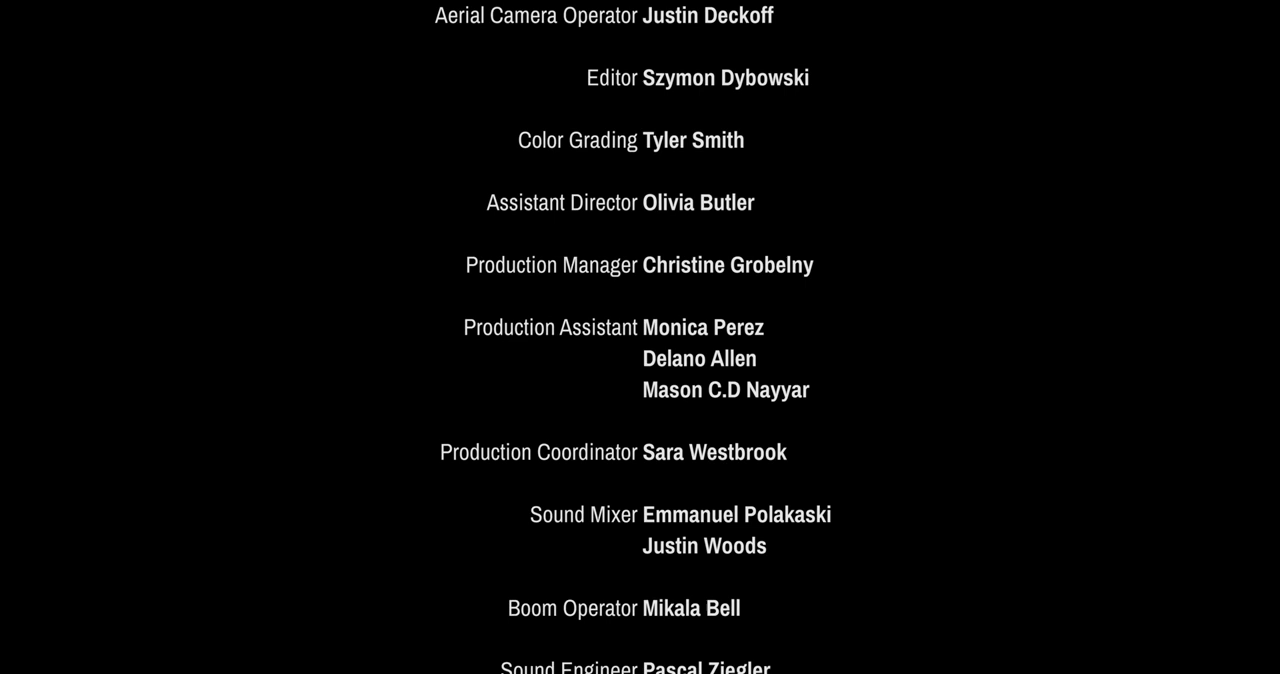 Aerial Camera Operator Justin Deckoff
Editor Szymon Dybowski
Color Grading Tyler Smith
Assistant Director Olivia Butler
Production Manager Christine Grobelny
Production Assistant Monica Perez
Delano Allen
Mason C.D Nayyar
Production Coordinator Sara Westbrook
Sound Mixer Emmanuel Polakaski
Justin Woods
Boom Operator Mikala Bell
Sound Engineer Pascal Ziegler